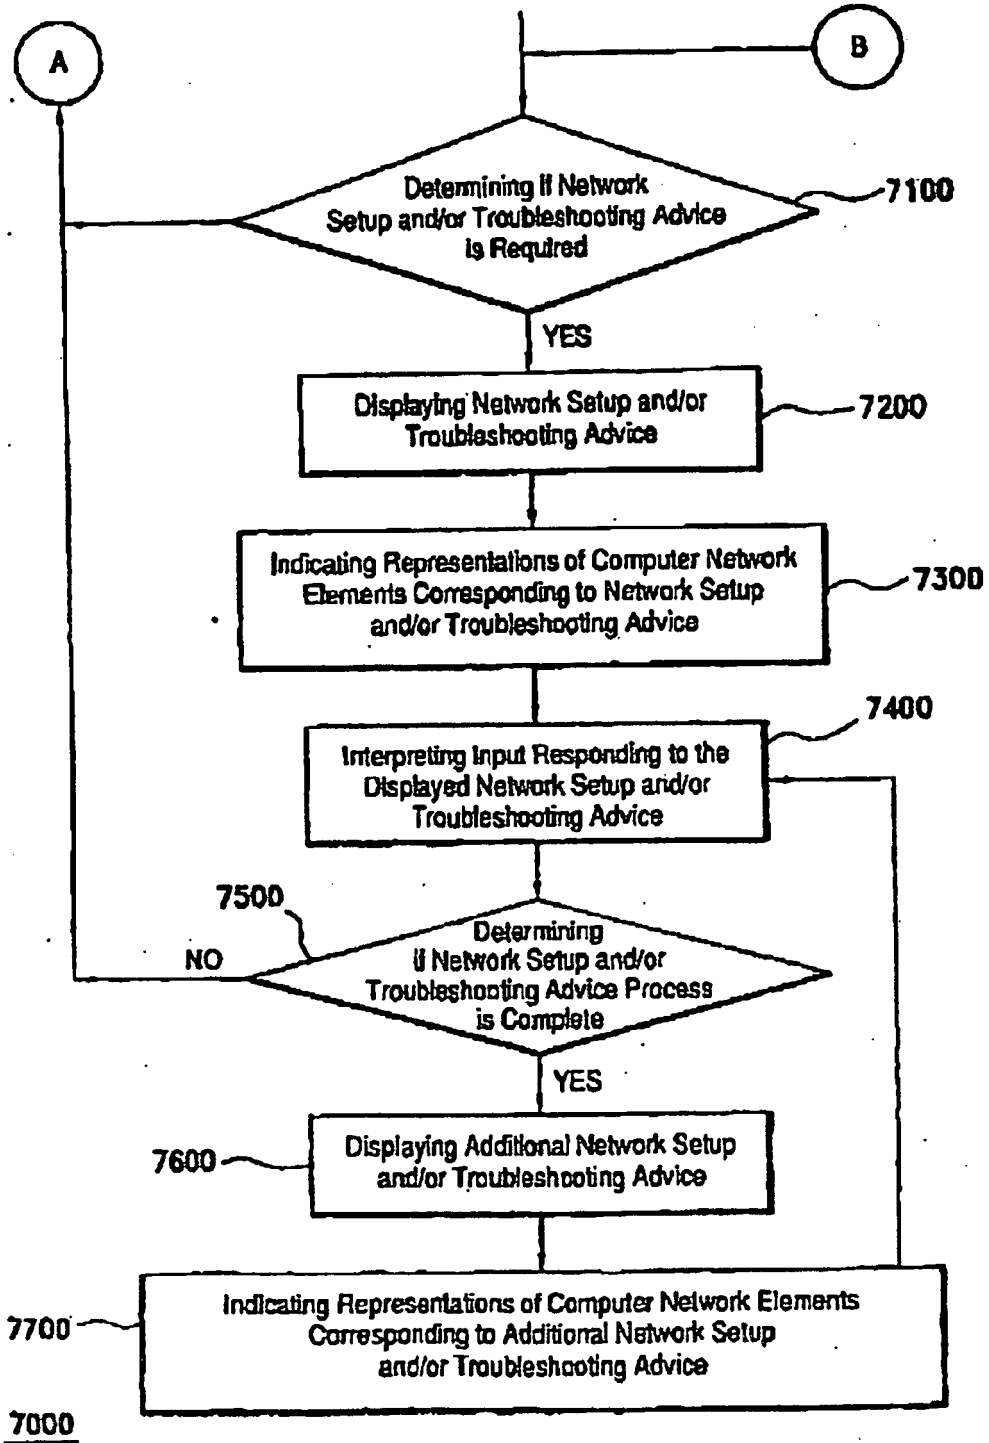 A
B
Determining if Network
Setup and/or Troubleshooting Advice
is Required
7100
YES
Displaying Network Setup and/or
Troubleshooting Advice
7200
Indicating Representations of Computer Network
Elements Corresponding to Network Setup
and/or Troubleshooting Advice
7300
7400
Interpreting Input Responding to the
Displayed Network Setup and/or
Troubleshooting Advice
7500
Determining
if Network Setup and/or
Troubleshooting Advice Process
is Complete
NO
YES
7600
Displaying Additional Network Setup
and/or Troubleshooting Advice
7700
Indicating Representations of Computer Network Elements
Corresponding to Additional Network Setup
and/or Troubleshooting Advice
7000